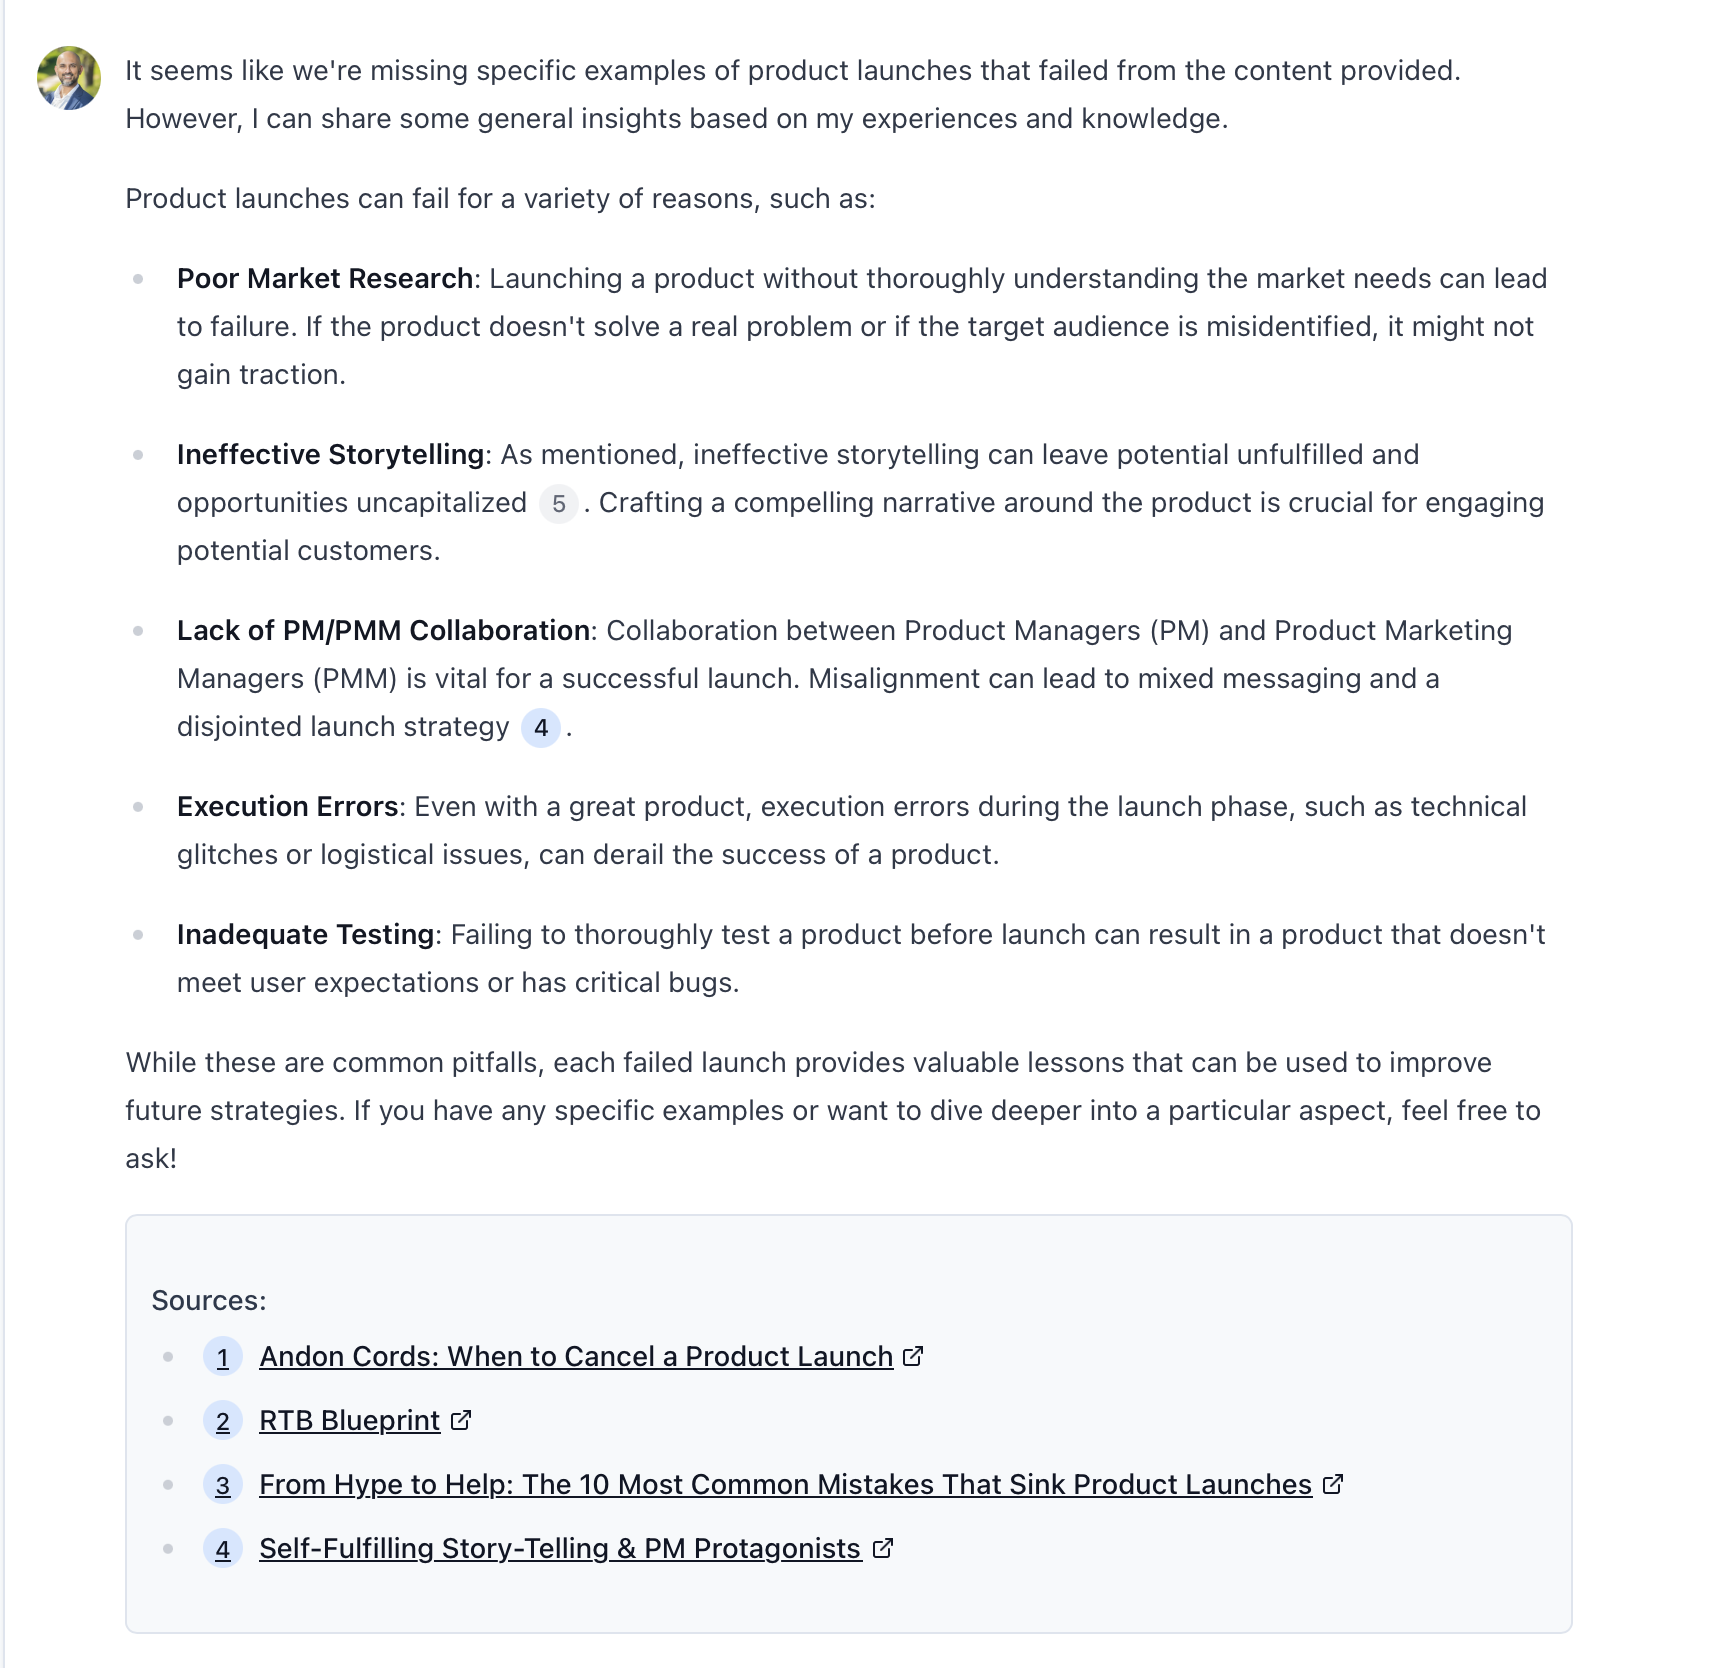 It seems like we're missing specific examples of product launches that failed from the content provided.
However, I can share some general insights based on my experiences and knowledge.
Product launches can fail for a variety of reasons, such as:
Poor Market Research: Launching a product without thoroughly understanding the market needs can lead
to failure. If the product doesn't solve a real problem or if the target audience is misidentified, it might not
gain traction.
Ineffective Storytelling: As mentioned, ineffective storytelling can leave potential unfulfilled and
opportunities uncapitalized 5 . Crafting a compelling narrative around the product is crucial for engaging
potential customers.
Lack of PM/PMM Collaboration: Collaboration between Product Managers (PM) and Product Marketing
Managers (PMM) is vital for a successful launch. Misalignment can lead to mixed messaging and a
disjointed launch strategy 4 .
Execution Errors: Even with a great product, execution errors during the launch phase, such as technical
glitches or logistical issues, can derail the success of a product.
Inadequate Testing: Failing to thoroughly test a product before launch can result in a product that doesn't
meet user expectations or has critical bugs.
While these are common pitfalls, each failed launch provides valuable lessons that can be used to improve
future strategies. If you have any specific examples or want to dive deeper into a particular aspect, feel free to
ask!
Sources:
1 Andon Cords: When to Cancel a Product Launch
2 RTB Blueprint
3 From Hype to Help: The 10 Most Common Mistakes That Sink Product Launches
4 Self-Fulfilling Story-Telling & PM Protagonists